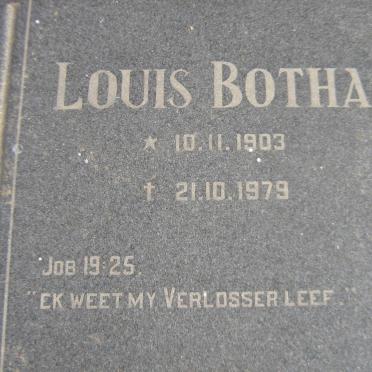 LOUIS BOTHA
★ 10.11.1903
† 21.10.1979
JOB 19:25.
"EK WEET MY VERLOSSER LEEF."